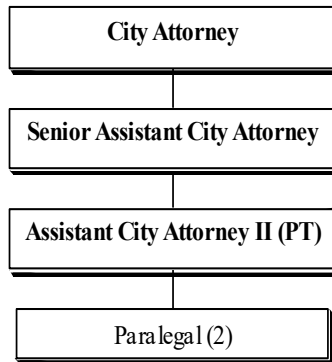 City Attorney
Senior Assistant City Attorney
Assistant City Attorney II (PT)
Paralegal (2)